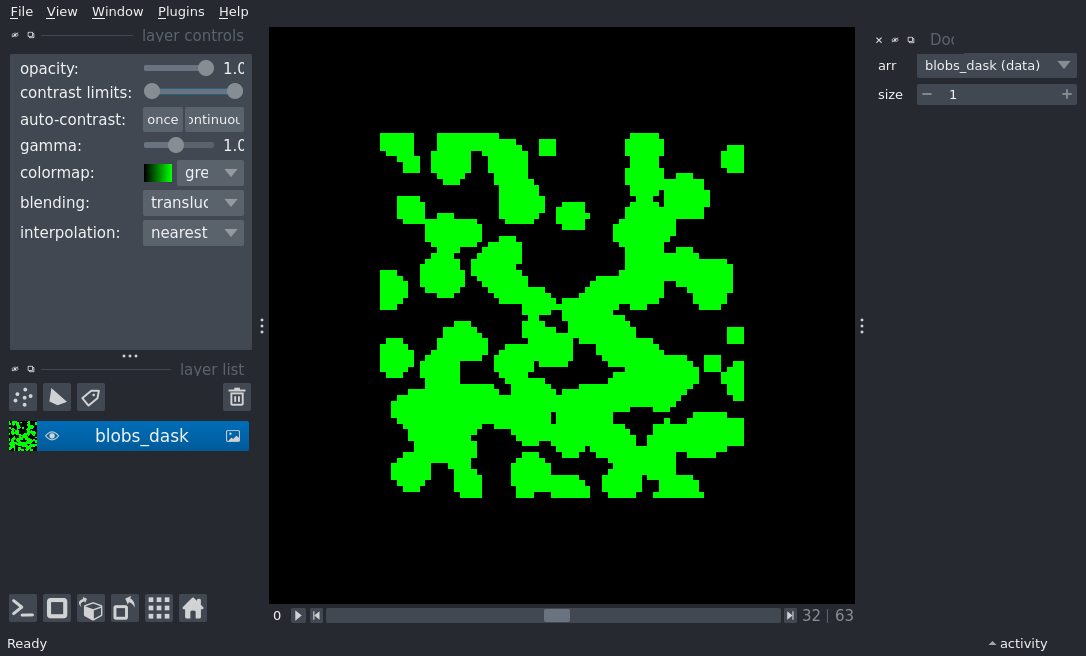 File View Window Plugins Help
layer controls
opacity: 1.0
contrast limits:
auto-contrast: once ontinuou
gamma: 1.0
colormap: gre
blending: transluc
interpolation: nearest
layer list
blobs_dask
0 32 | 63
Ready
Doc
arr blobs_dask (data)
size 1
activity